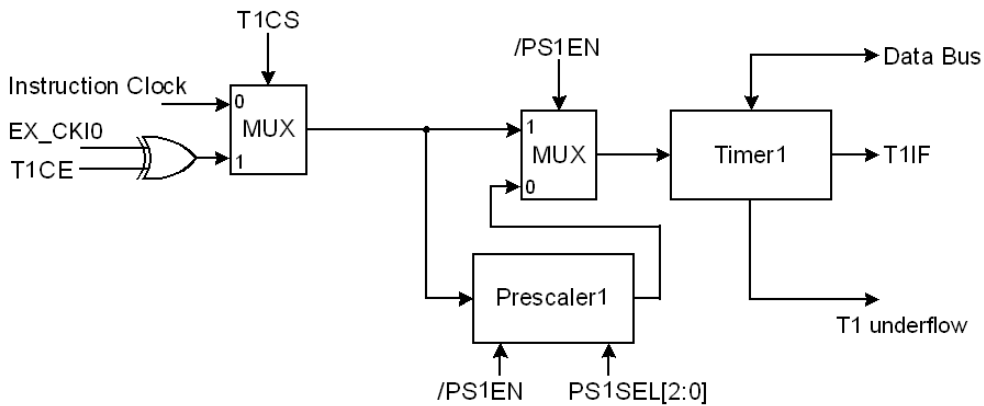 T1CS
/PS1EN
Data Bus
Instruction Clock
0
MUX
EX_CKI0
1
T1CE
1
MUX
0
Timer1
T1IF
Prescaler1
T1 underflow
/PS1EN
PS1SEL[2:0]